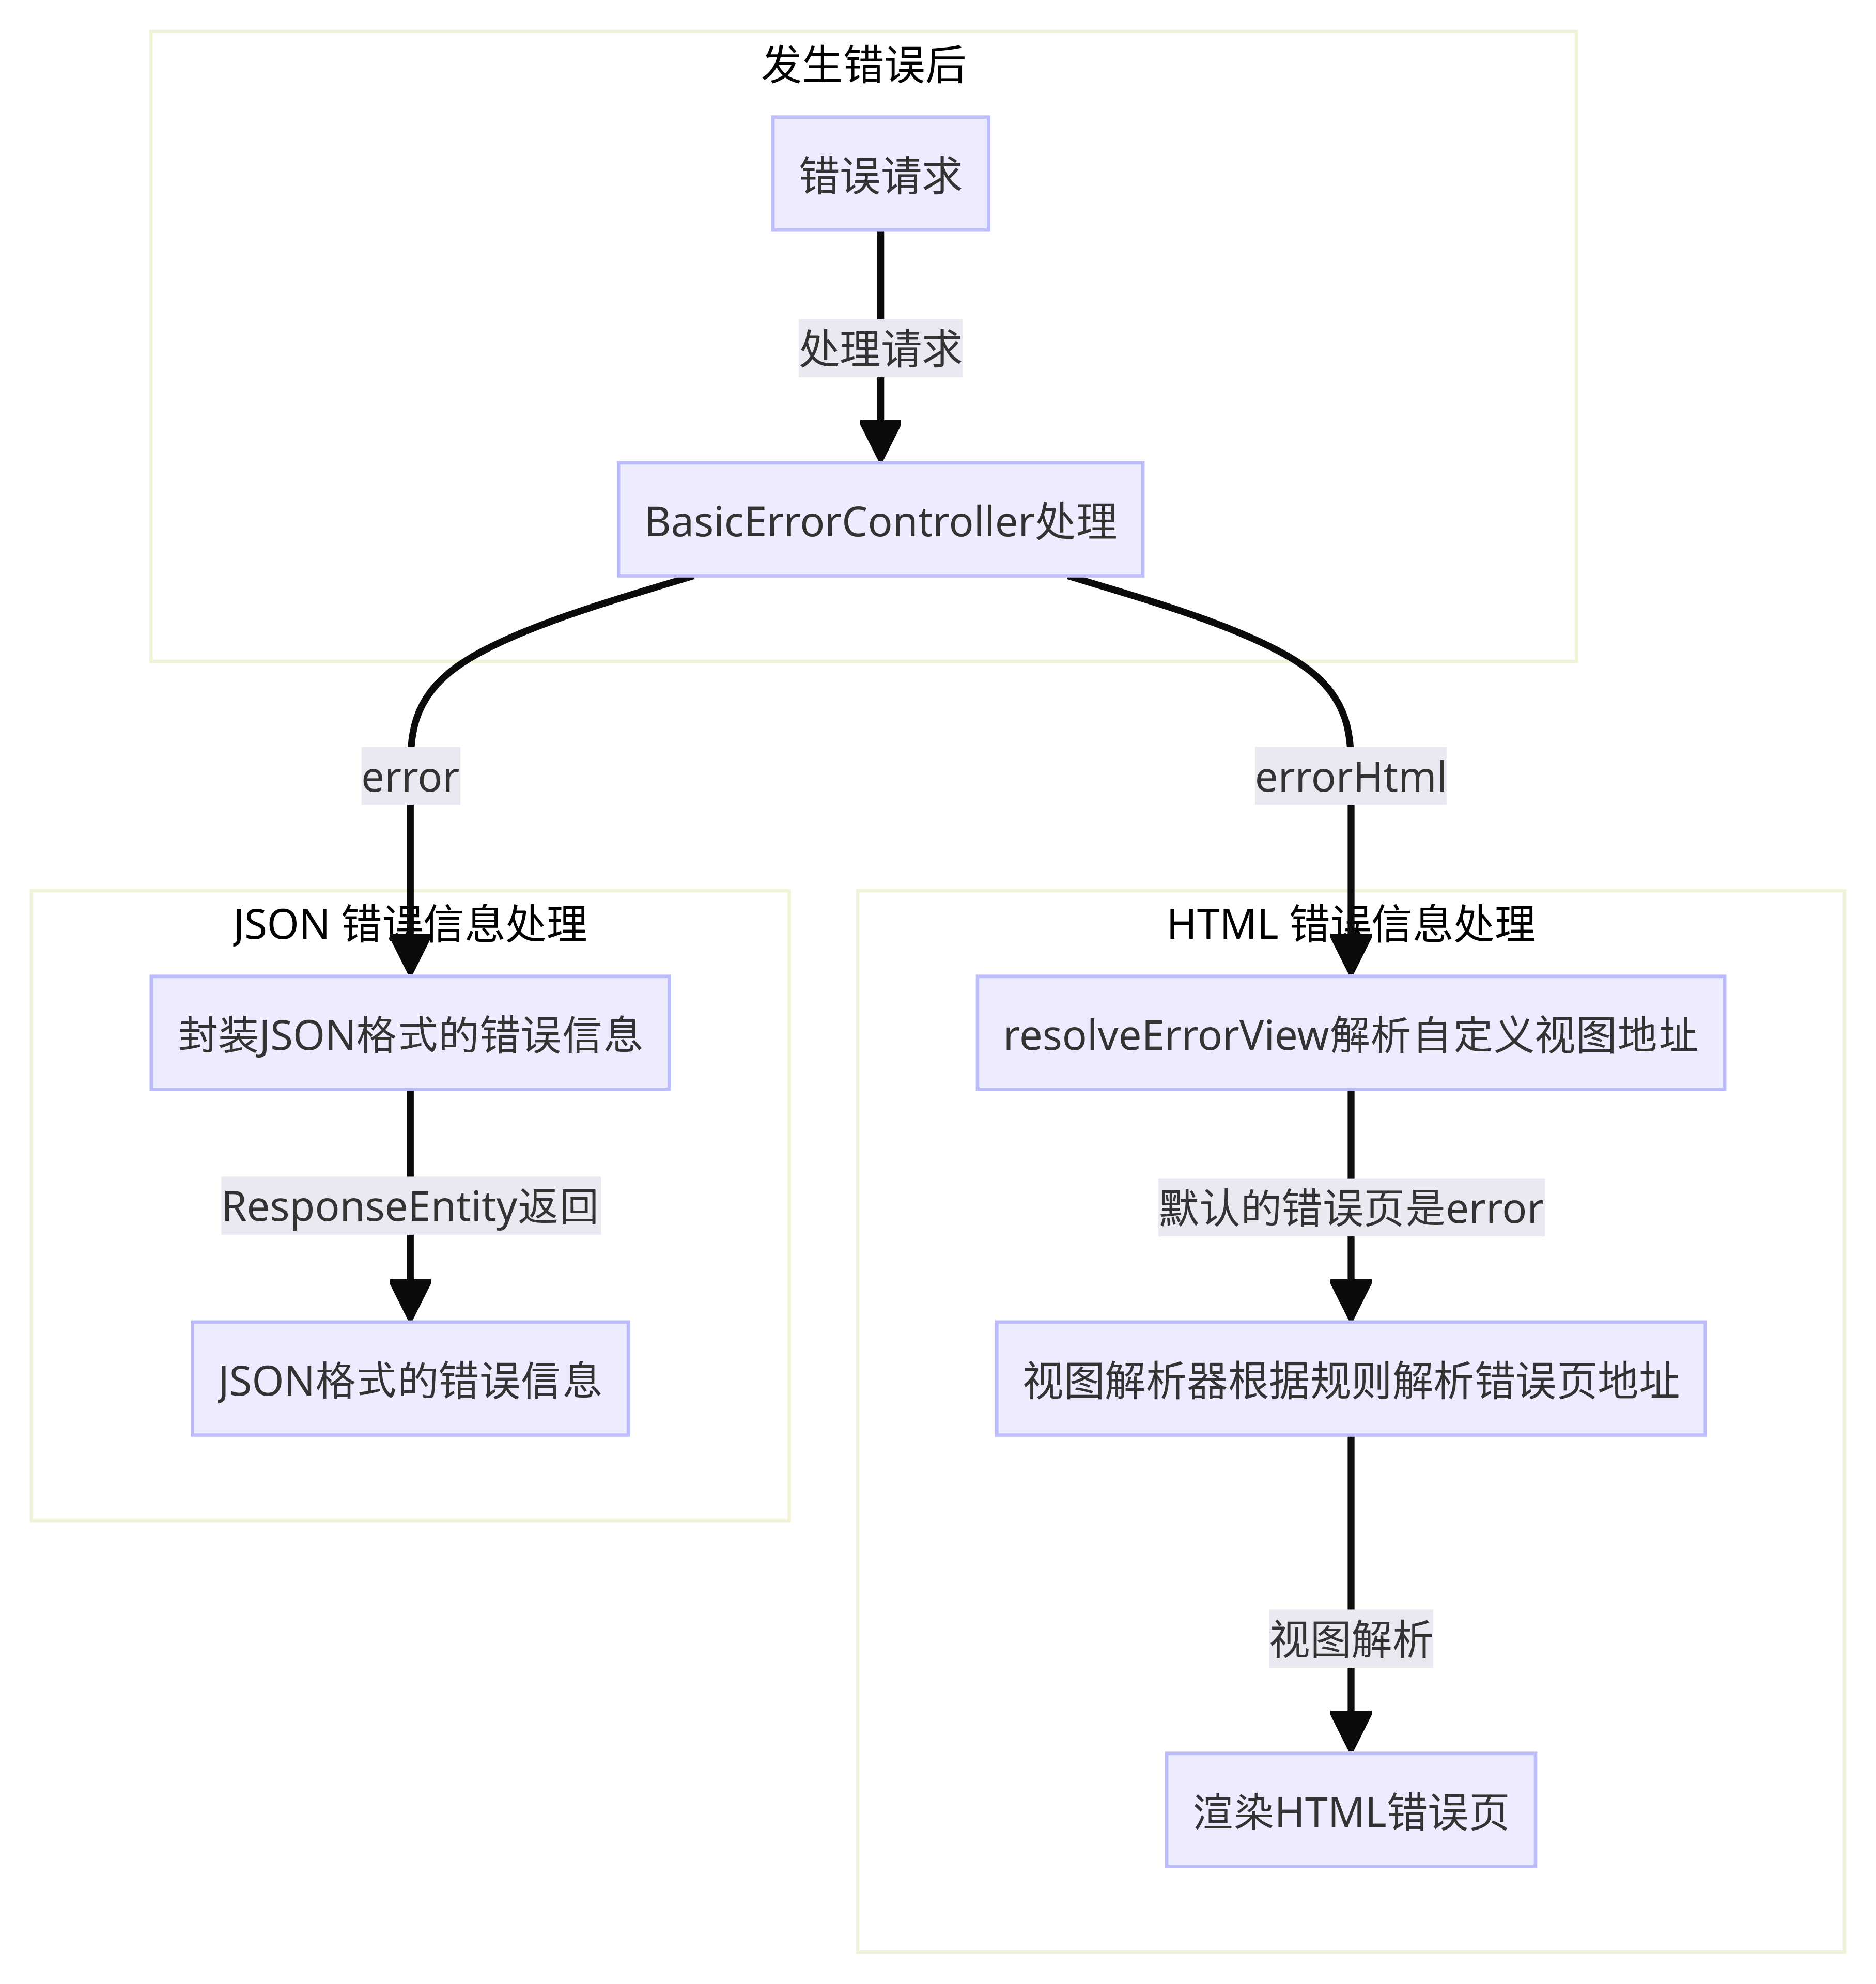 发生错误后
错误请求
处理请求
BasicErrorController处理
error
errorHtml
JSON 错误信息处理
封装JSON格式的错误信息
ResponseEntity返回
JSON格式的错误信息
HTML 错误信息处理
resolveErrorView解析自定义视图地址
默认的错误页是error
视图解析器根据规则解析错误页地址
视图解析
渲染HTML错误页